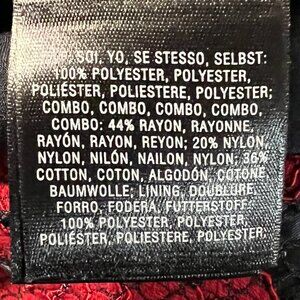 SOI, YO, SE STESSO, SELBST:
100% POLYESTER, POLYESTER,
POLIÉSTER, POLIESTERE, POLYESTER;
COMBO, COMBO, COMBO, COMBO,
COMBO: 44% RAYON, RAYONNE,
RAYÓN, RAYON, REYON; 20% NYLON,
NYLON, NILÓN, NAILON, NYLON; 36%
COTTON, COTON, ALGODÓN, COTONE
BAUMWOLLE; LINING, DOUBLURE,
FORRO, FODERA, FUTTERSTOFF:
100% POLYESTER, POLYESTER,
POLIÉSTER, POLIESTERE, POLYESTER;